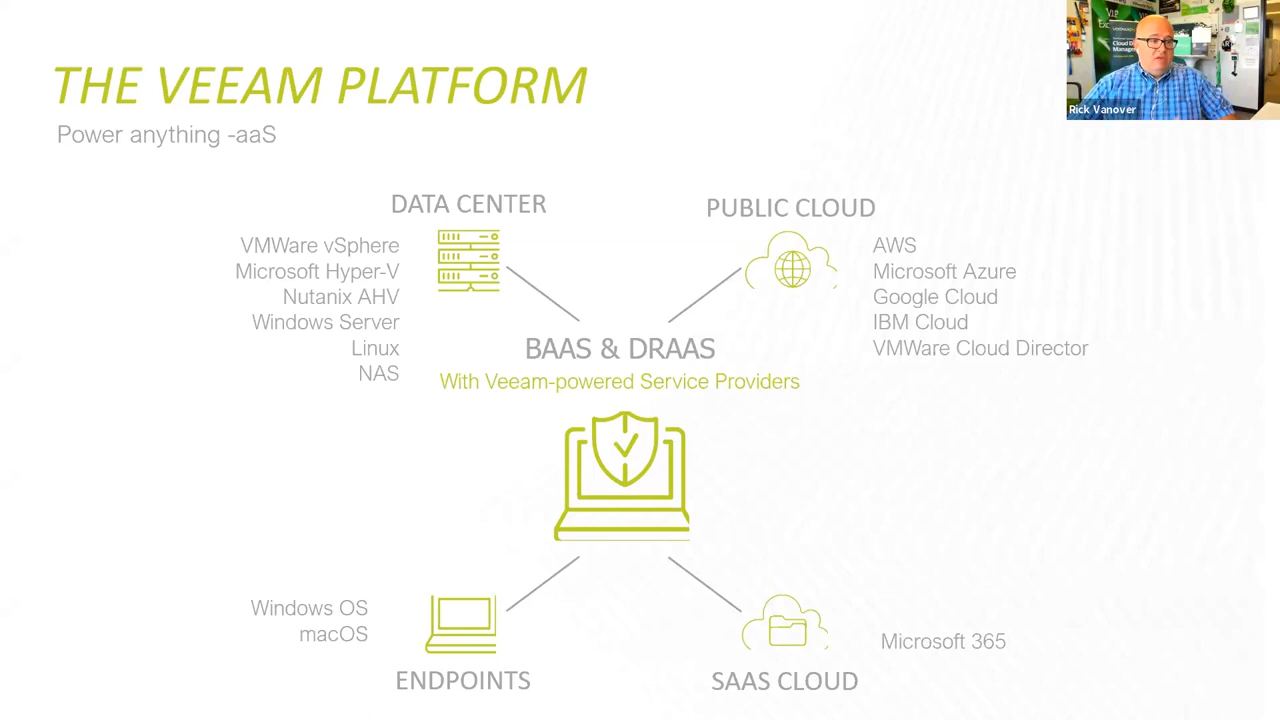 THE VEEAM PLATFORM
Power anything -aaS
Rick Vanover
DATA CENTER
VMWare vSphere
Microsoft Hyper-V
Nutanix AHV
Windows Server
Linux
NAS
PUBLIC CLOUD
AWS
Microsoft Azure
Google Cloud
IBM Cloud
VMWare Cloud Director
BAAS & DRAAS
With Veeam-powered Service Providers
Windows OS
macOS
ENDPOINTS
Microsoft 365
SAAS CLOUD